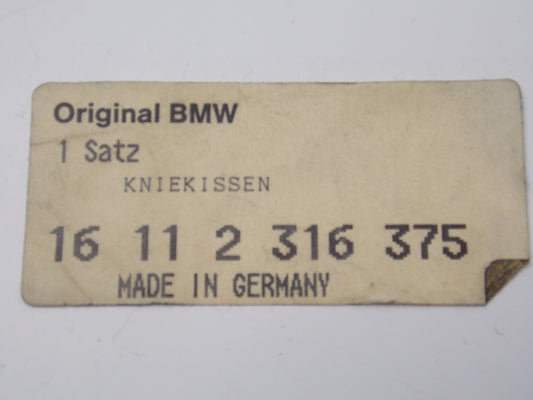 Original BMW
1 Satz
KNIEKISSEN
16 11 2 316 375
MADE IN GERMANY